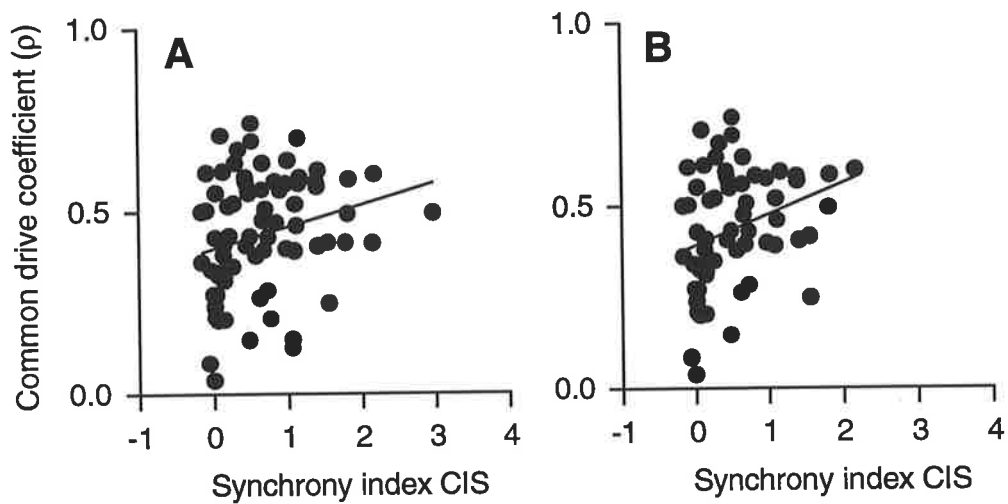 A
B
Common drive coefficient (ρ)
1.0
0.5
0.0
-1 0 1 2 3 4
Synchrony index CIS
1.0
0.5
0.0
-1 0 1 2 3 4
Synchrony index CIS